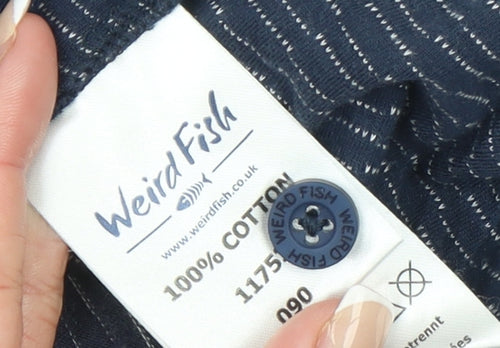 Weird Fish
www.weirdfish.co.uk
100% COTTON
1175
090
WEIRD FISH WEIRD FISH